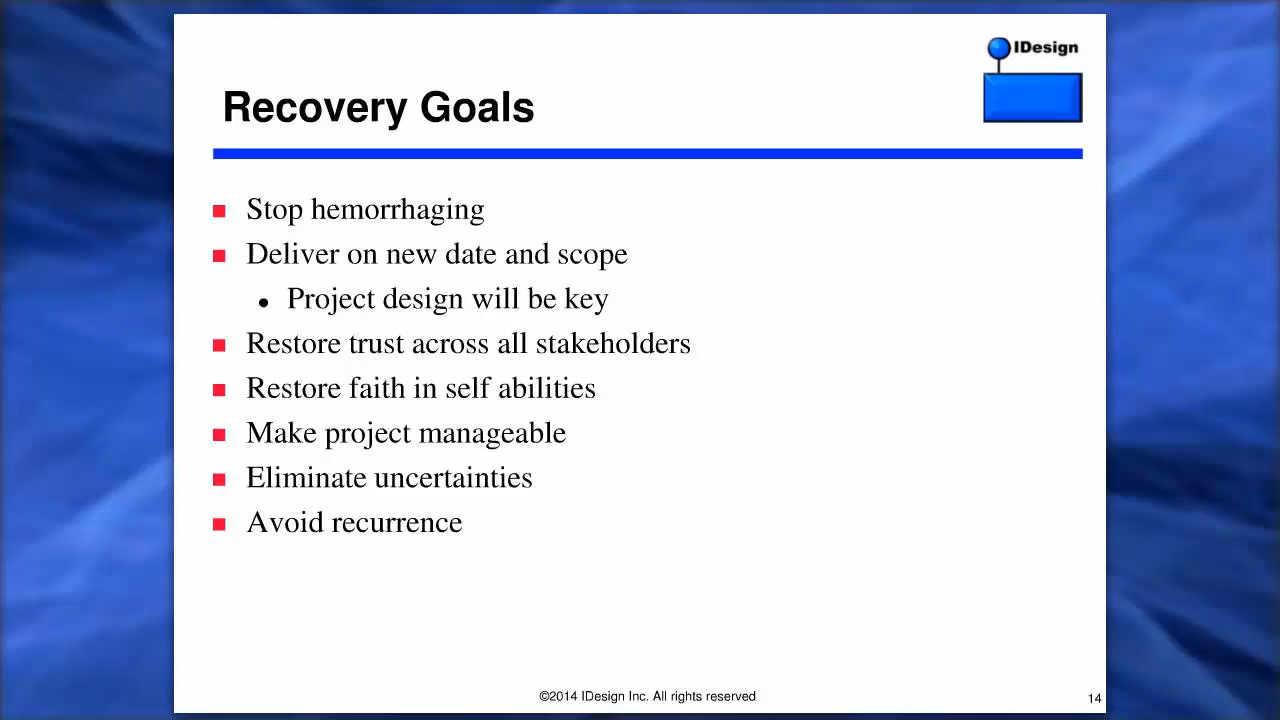 IDesign
Recovery Goals
Stop hemorrhaging
Deliver on new date and scope
Project design will be key
Restore trust across all stakeholders
Restore faith in self abilities
Make project manageable
Eliminate uncertainties
Avoid recurrence
©2014 IDesign Inc. All rights reserved
14